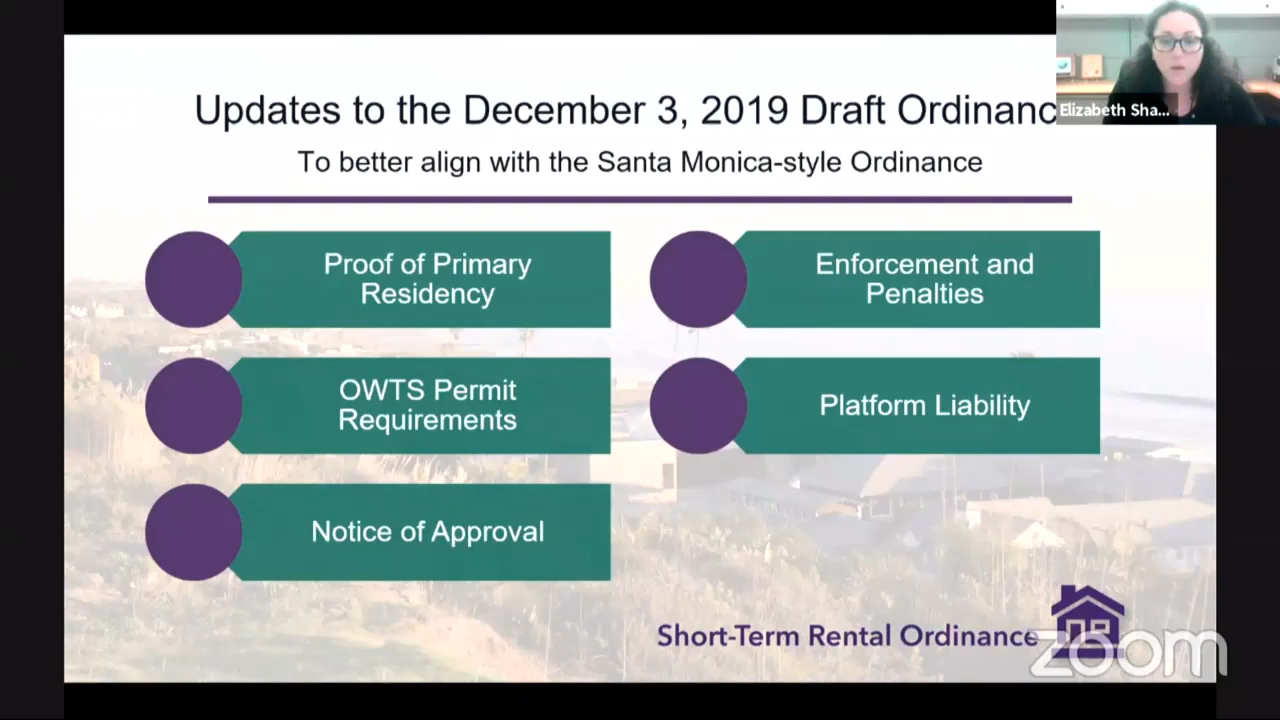 Updates to the December 3, 2019 Draft Ordinanc
To better align with the Santa Monica-style Ordinance
Elizabeth Sha...
Proof of Primary
Residency
Enforcement and
Penalties
OWTS Permit
Requirements
Platform Liability
Notice of Approval
Short-Term Rental Ordinance
zoom